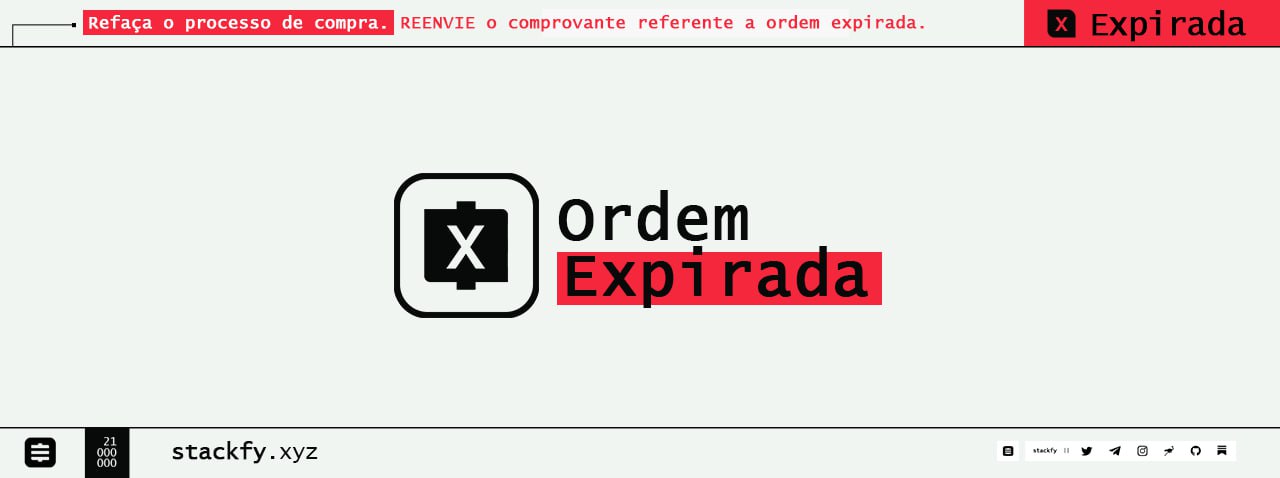 Refaça o processo de compra. REENVIE o comprovante referente a ordem expirada.
X Expirada
X
Ordem
Expirada
21
000
000
stackfy.xyz
stackfy